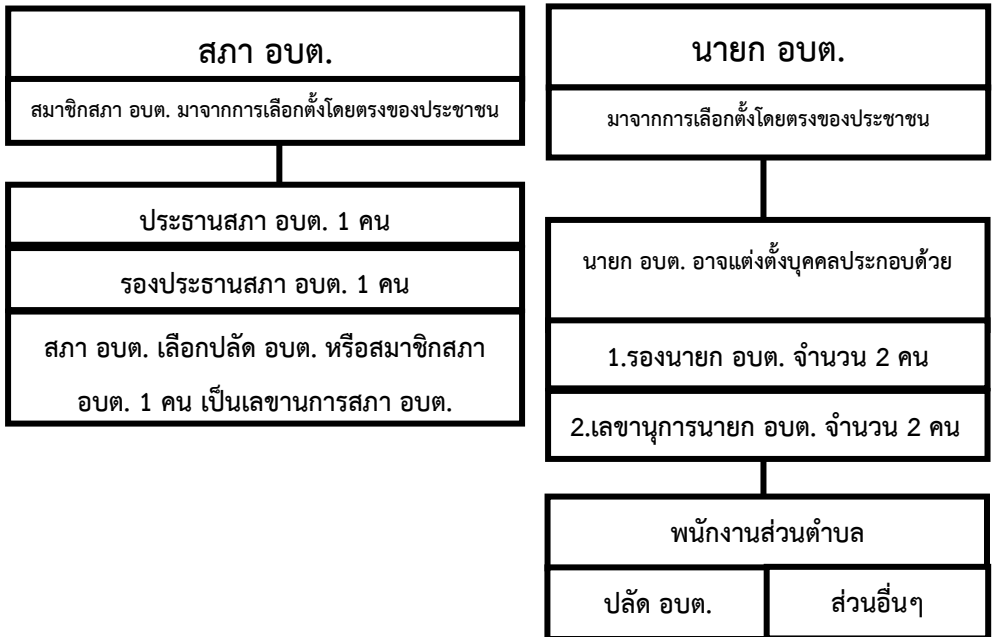 สภา อบต.
สมาชิกสภา อบต. มาจากการเลือกตั้งโดยตรงของประชาชน
ประธานสภา อบต. 1 คน
รองประธานสภา อบต. 1 คน
สภา อบต. เลือกปลัด อบต. หรือสมาชิกสภา
อบต. 1 คน เป็นเลขานการสภา อบต.
นายก อบต.
มาจากการเลือกตั้งโดยตรงของประชาชน
นายก อบต. อาจแต่งตั้งบุคคลประกอบด้วย
1.รองนายก อบต. จำนวน 2 คน
2.เลขานุการนายก อบต. จำนวน 2 คน
พนักงานส่วนตำบล
ปลัด อบต.
ส่วนอื่นๆ